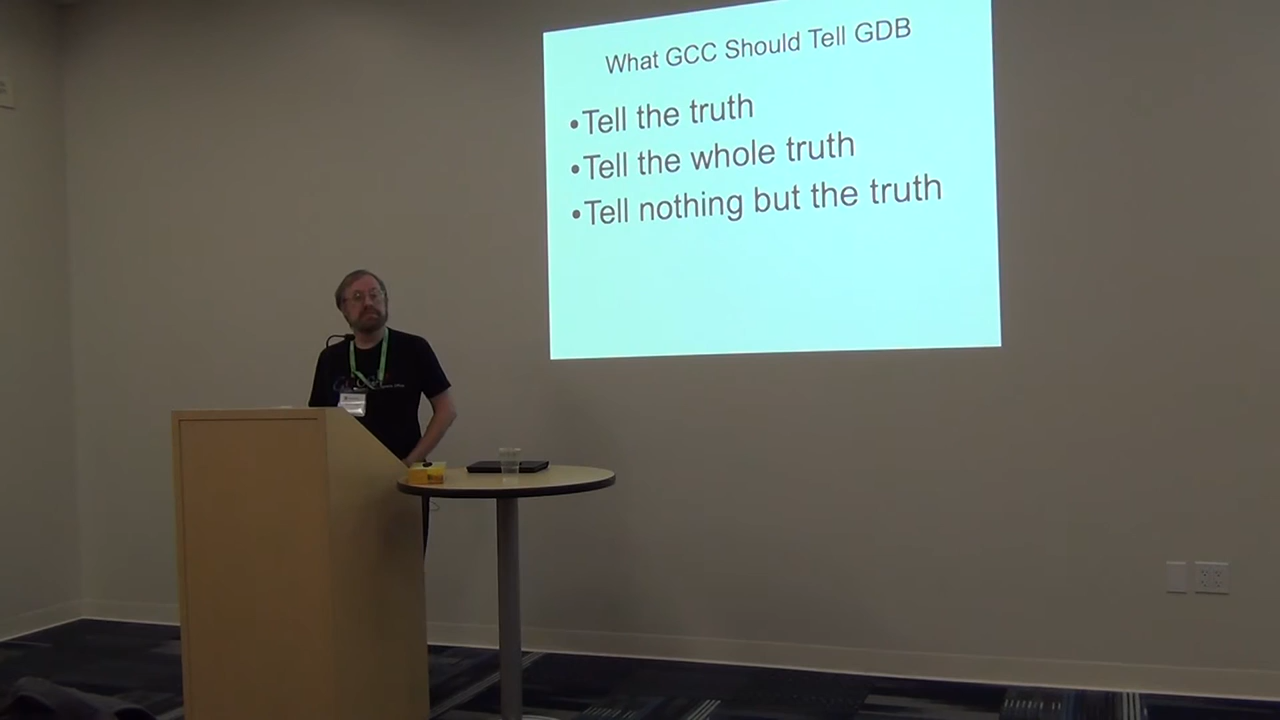 What GCC Should Tell GDB
•Tell the truth
•Tell the whole truth
•Tell nothing but the truth